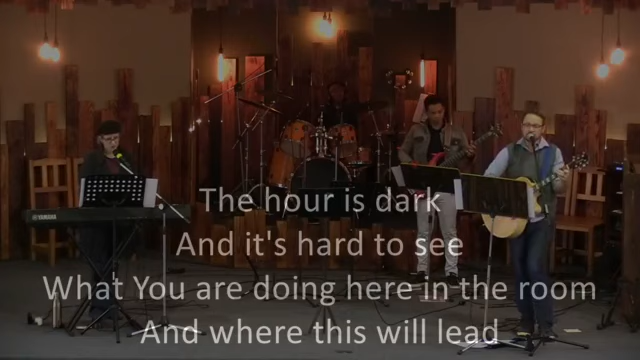 YAMAHA
The hour is dark
And it's hard to see
What You are doing here in the room
And where this will lead